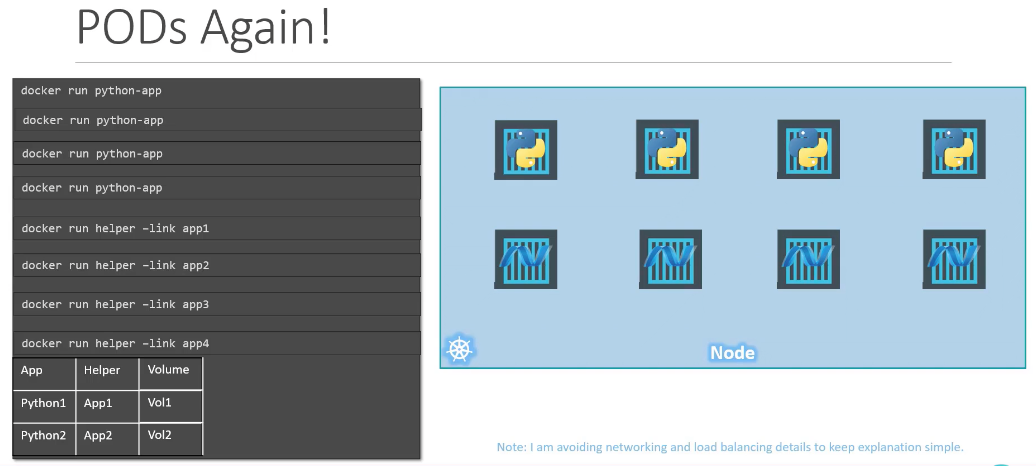 PODs Again!
docker run python-app
docker run python-app
docker run python-app
docker run python-app
docker run helper –link app1
docker run helper –link app2
docker run helper –link app3
docker run helper –link app4
App Helper Volume
Python1 App1 Vol1
Python2 App2 Vol2
Node
Note: I am avoiding networking and load balancing details to keep explanation simple.